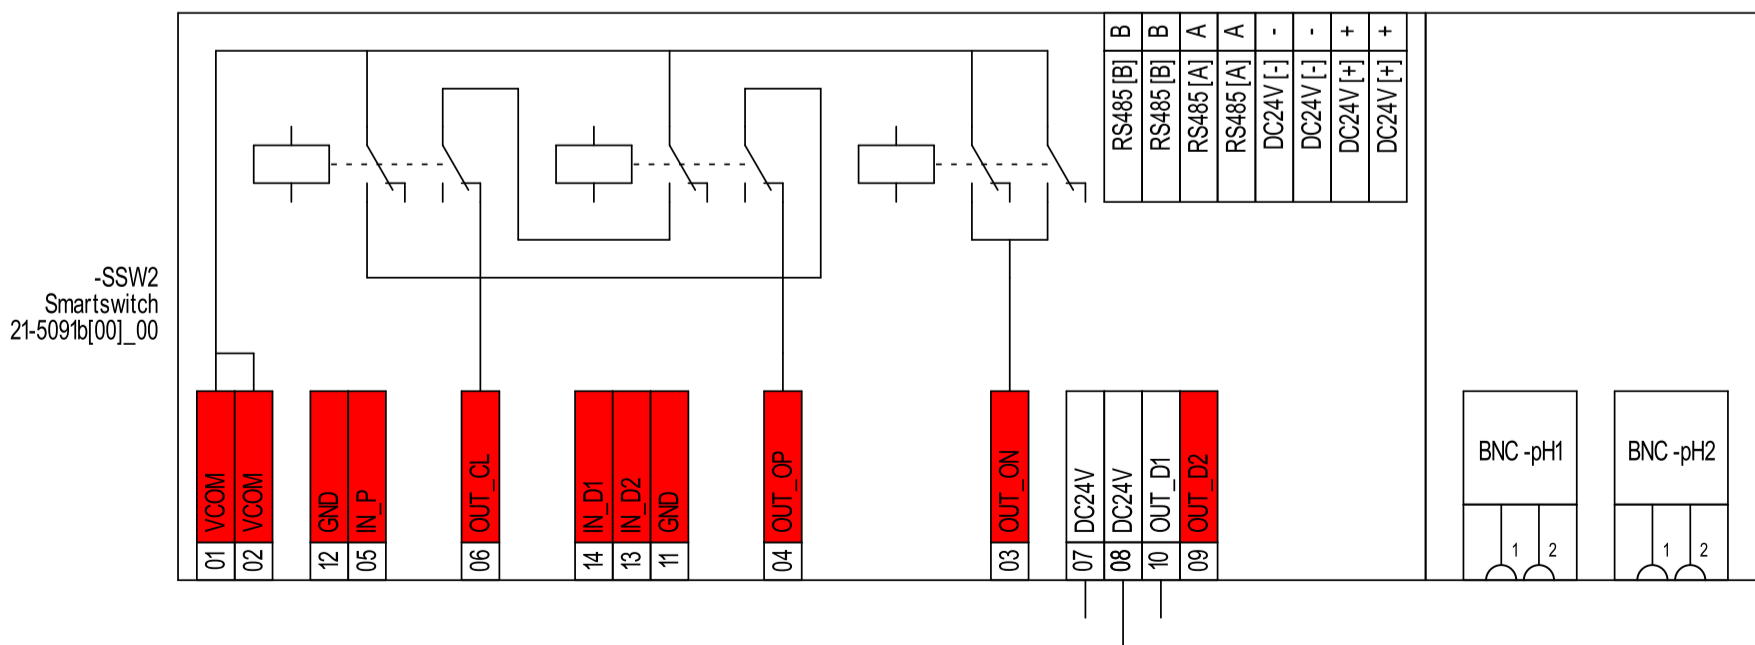 B
B
A
A
-
-
+
+
RS485 [B]
RS485 [B]
RS485 [A]
RS485 [A]
DC24V [-]
DC24V [-]
DC24V [+]
DC24V [+]
-SSW2
Smartswitch
21-5091b[00]_00
VCOM
VCOM
GND
IN_P
OUT_CL
IN_D1
IN_D2
GND
OUT_OP
OUT_ON
DC24V
DC24V
OUT_D1
OUT_D2
BNC -pH1
BNC -pH2
01
02
12
05
06
14
13
11
04
03
07
08
10
09
1
2
1
2